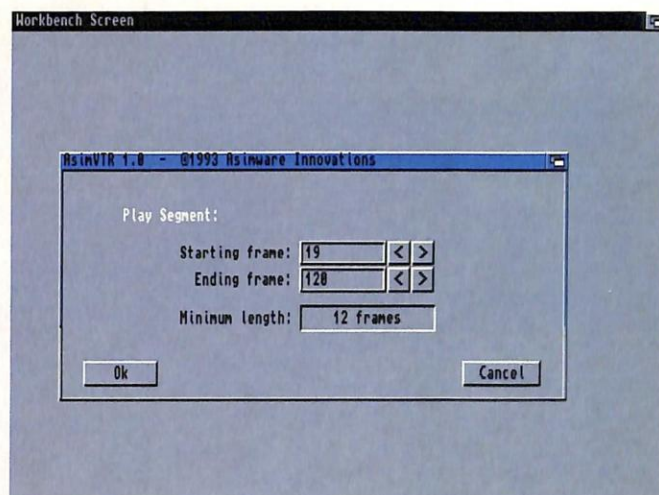 Workbench Screen
AsimVTR 1.0 - ©1993 Asimware Innovations
Play Segment:
Starting frame: 19 < >
Ending frame: 120 < >
Minimum length: 12 frames
Ok Cancel